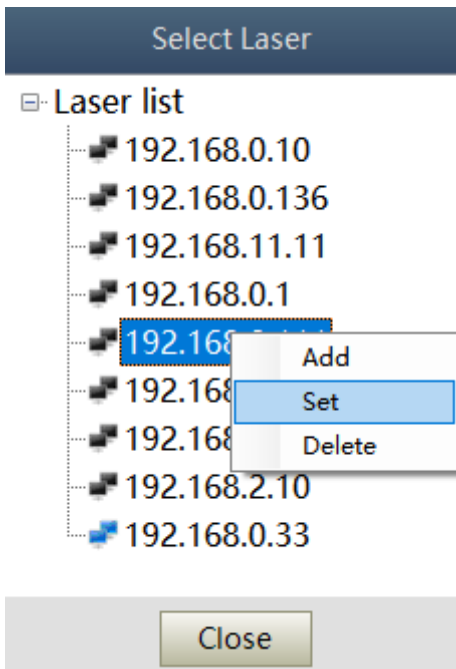 Select Laser
Laser list
192.168.0.10
192.168.0.136
192.168.11.11
192.168.0.1
Add
Set
Delete
192.168.2.10
192.168.0.33
Close